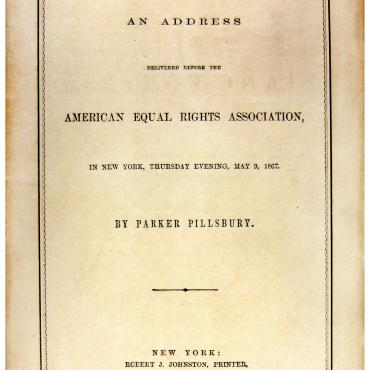 AN ADDRESS
DELIVERED BEFORE THE
AMERICAN EQUAL RIGHTS ASSOCIATION,
IN NEW YORK, THURSDAY EVENING, MAY 9, 1867.
BY PARKER PILLSBURY.
NEW YORK:
ROBERT J. JOHNSTON, PRINTER,